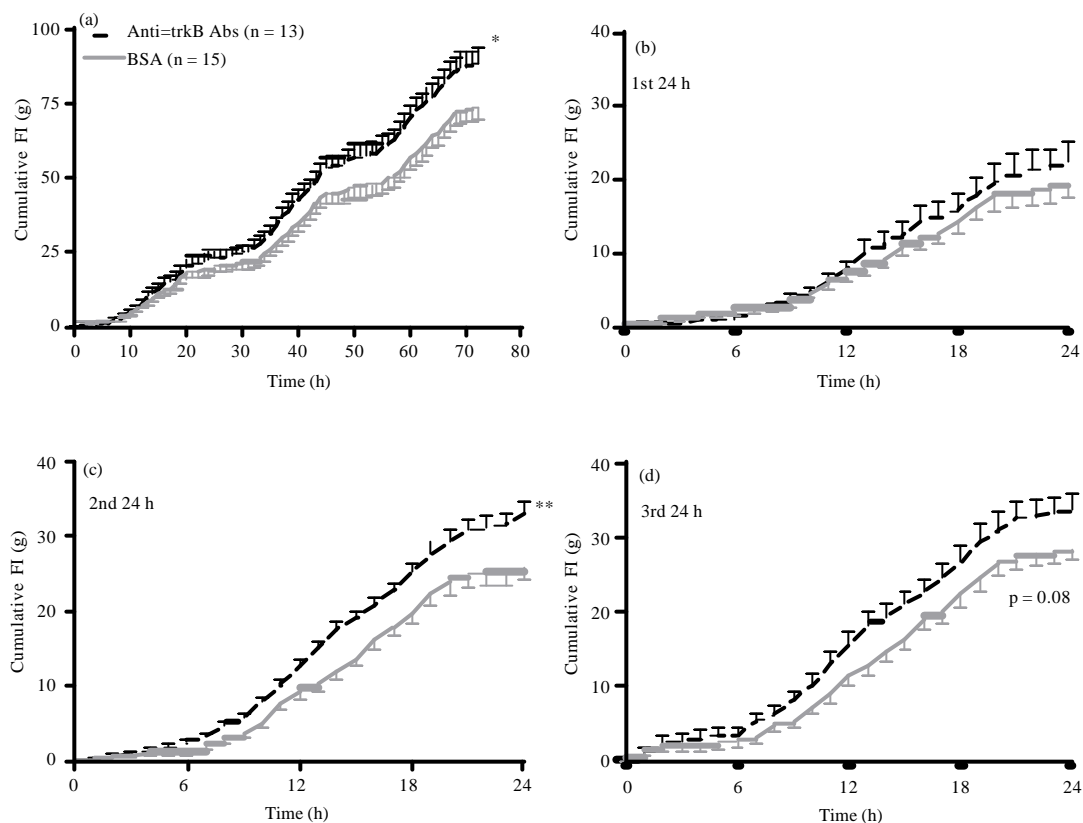 (a)
Anti=trkB Abs (n = 13)
BSA (n = 15)
*
Cumulative FI (g)
100
75
50
25
0
0 10 20 30 40 50 60 70 80
Time (h)
(b)
1st 24 h
Cumulative FI (g)
40
30
20
10
0
0 6 12 18 24
Time (h)
(c)
2nd 24 h
**
Cumulative FI (g)
40
30
20
10
0
0 6 12 18 24
Time (h)
(d)
3rd 24 h
p = 0.08
Cumulative FI (g)
40
30
20
10
0
0 6 12 18 24
Time (h)